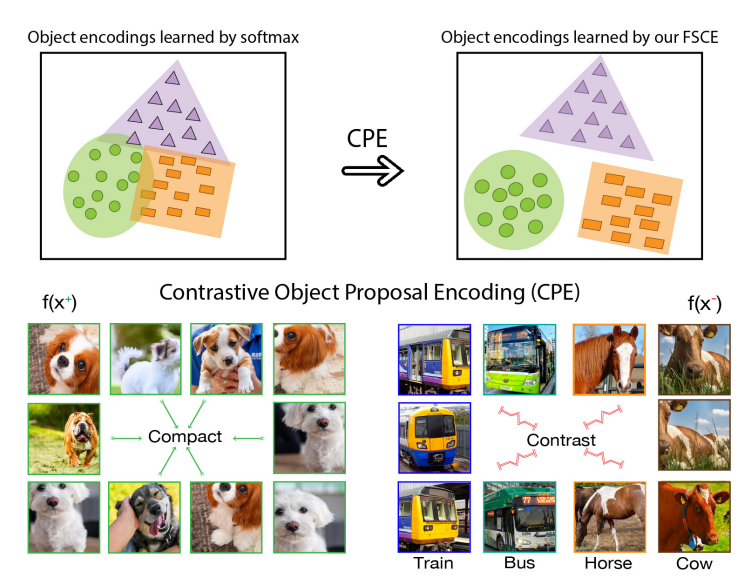 Object encodings learned by softmax
Object encodings learned by our FSCE
CPE
Contrastive Object Proposal Encoding (CPE)
f(x⁺)
f(x⁻)
Compact
Contrast
77
Train
Bus
Horse
Cow